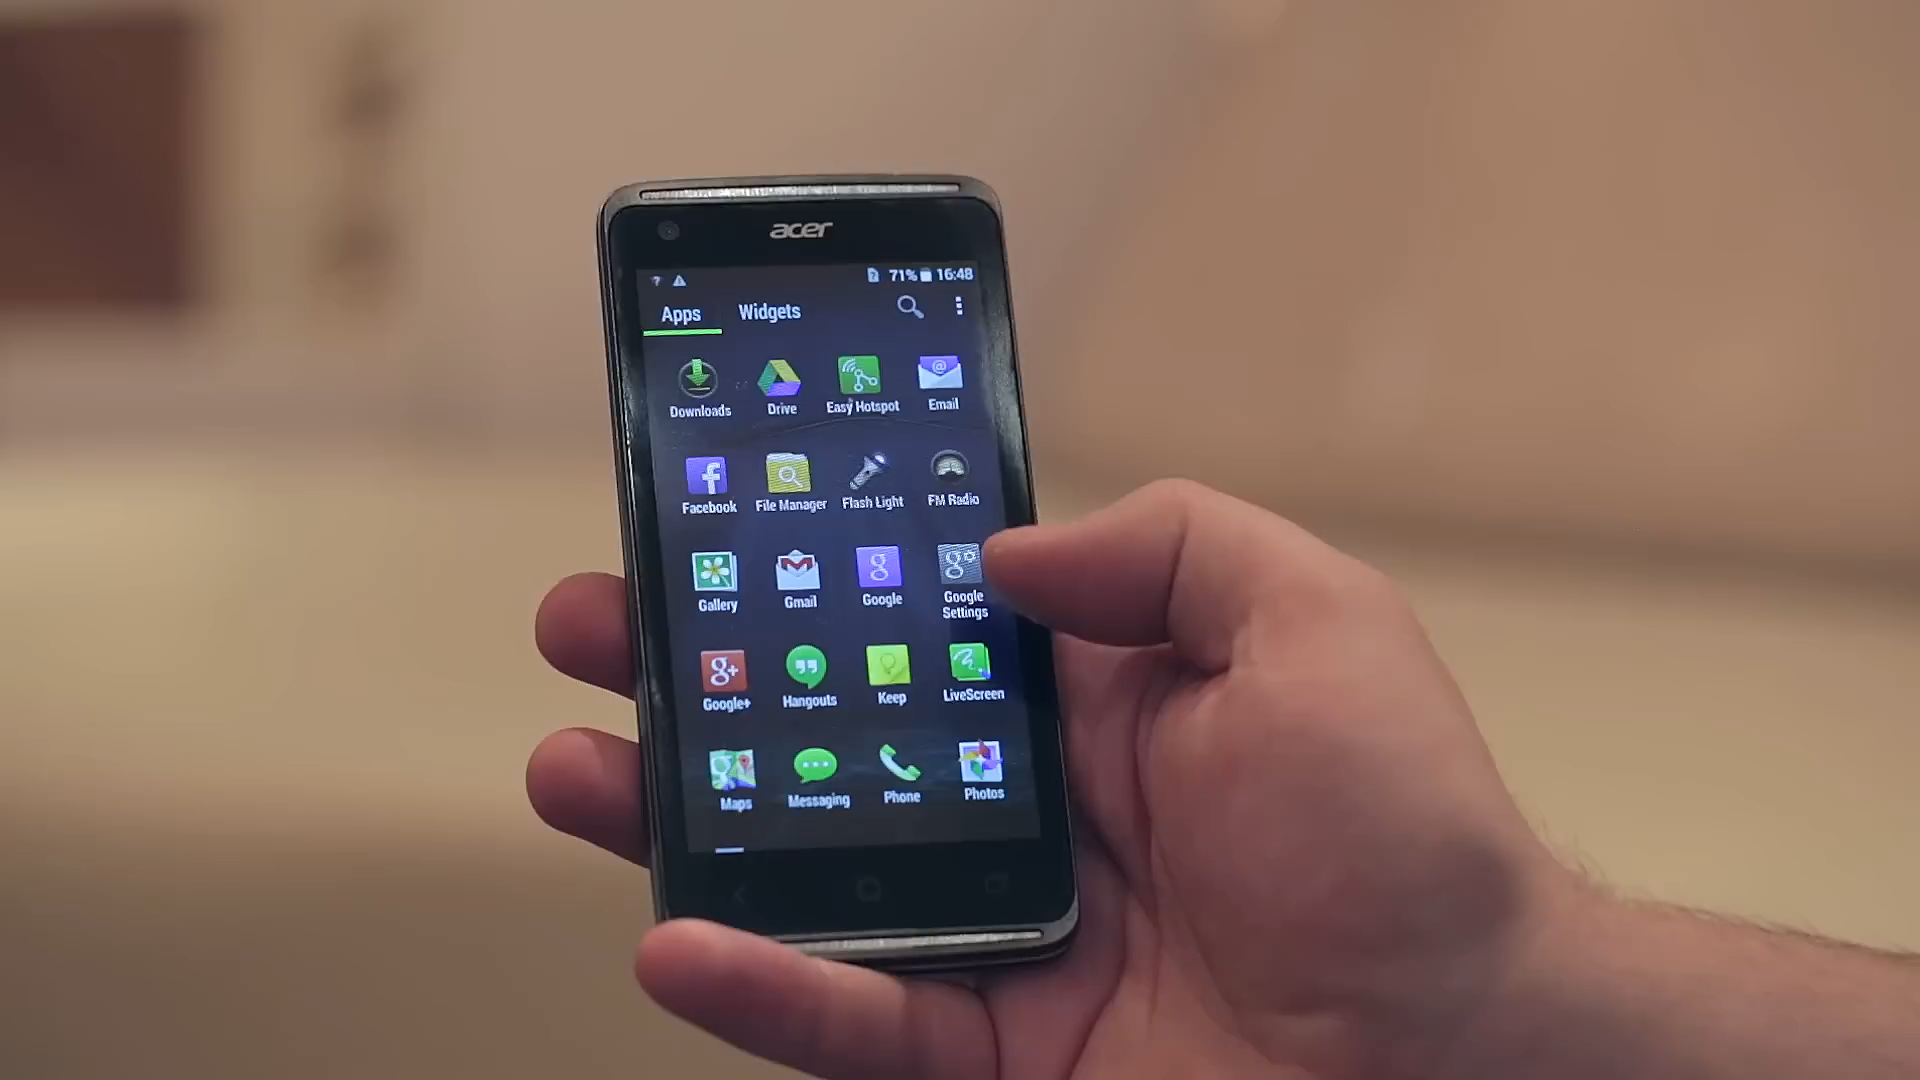 acer
71% 16:48
Apps Widgets
Downloads Drive Easy Hotspot Email
Facebook File Manager Flash Light FM Radio
Gallery Gmail Google Google Settings
Google+ Hangouts Keep LiveScreen
Maps Messaging Phone Photos